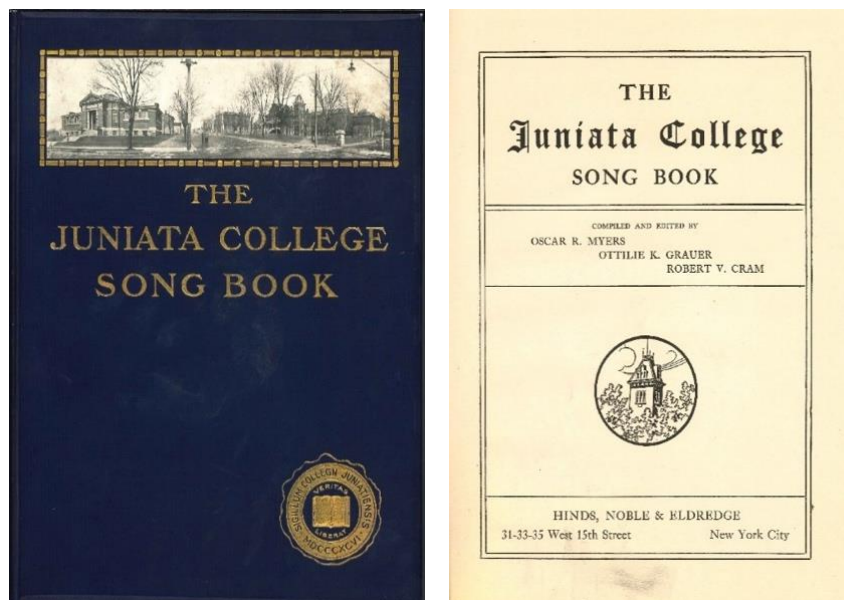 THE
JUNIATA COLLEGE
SONG BOOK
SIGILLUM COLLEGII JUNIATIENSIS
VERITAS
LIBERAT
MDCCCXCVI
THE
Juniata College
SONG BOOK
COMPILED AND EDITED BY
OSCAR R. MYERS
OTTILIE K. GRAUER
ROBERT V. CRAM
HINDS, NOBLE & ELDREDGE
31-33-35 West 15th Street New York City